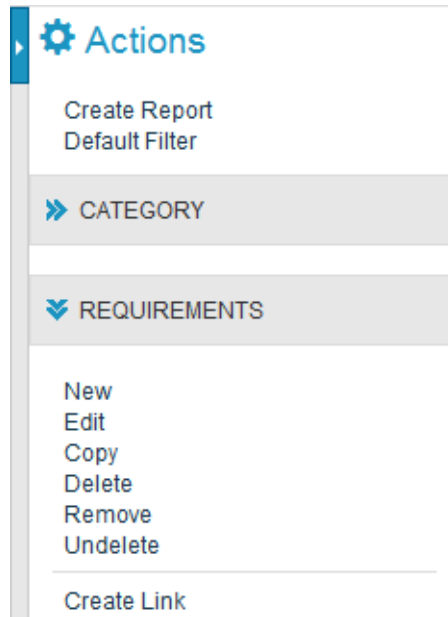 Actions
Create Report
Default Filter
CATEGORY
REQUIREMENTS
New
Edit
Copy
Delete
Remove
Undelete
Create Link